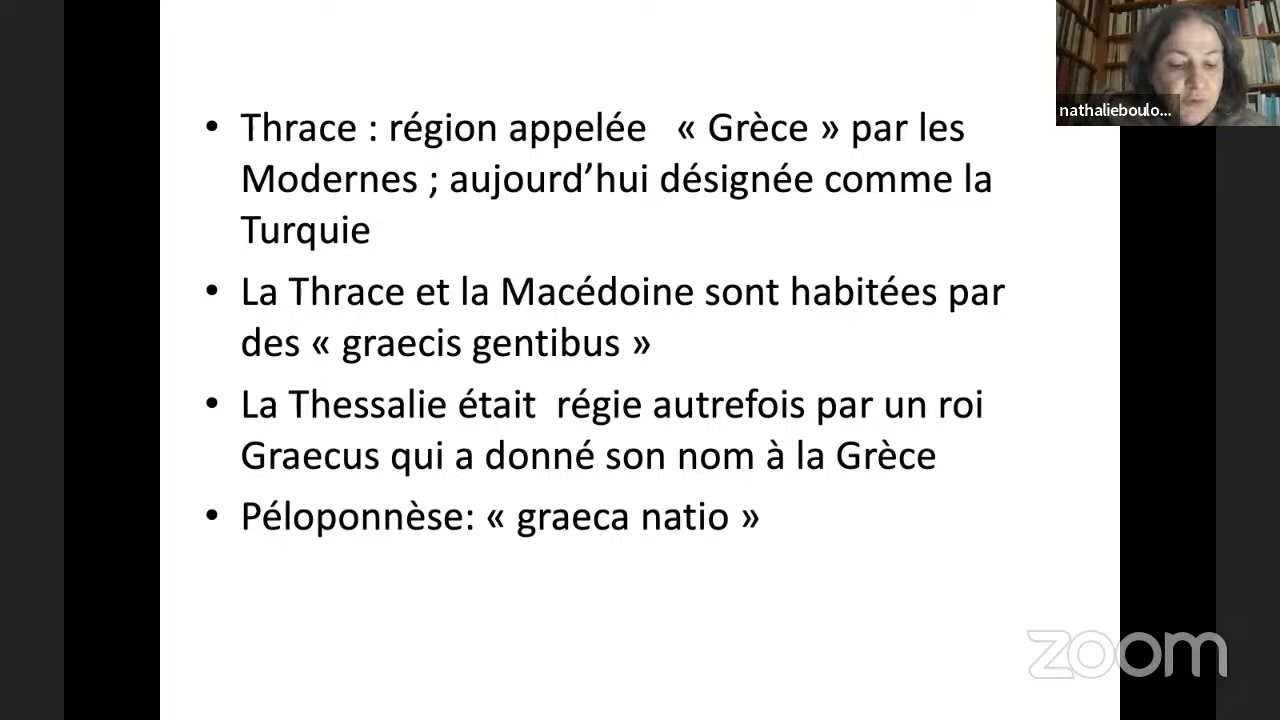 • Thrace : région appelée « Grèce » par les
Modernes ; aujourd’hui désignée comme la
Turquie
• La Thrace et la Macédoine sont habitées par
des « graecis gentibus »
• La Thessalie était régie autrefois par un roi
Graecus qui a donné son nom à la Grèce
• Péloponnèse: « graeca natio »
nathalieboulo...
zoom